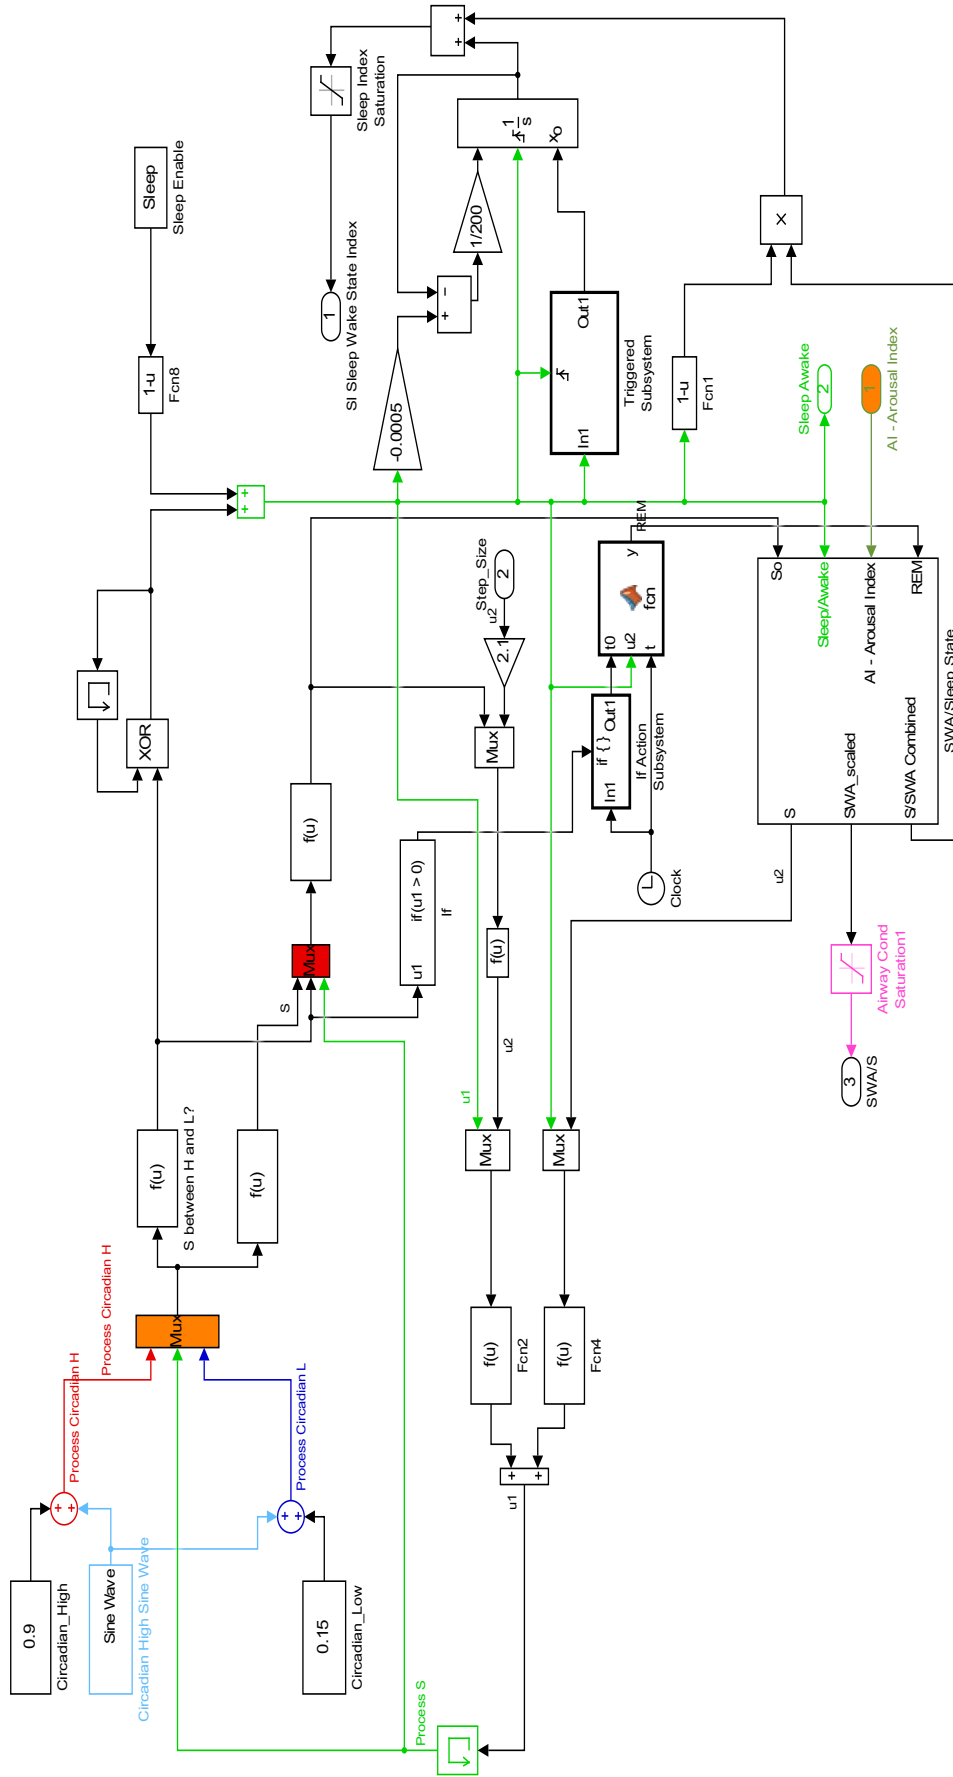 0.9
Circadian_High
Sine Wave
Circadian High Sine Wave
0.15
Circadian_Low
+
+
+
+
Process Circadian H
Process Circadian H
Process Circadian L
Process S
Mux
f(u)
S between H and L?
f(u)
S
Mux
f(u)
XOR
Sleep
Sleep Enable
1-u
Fcn8
+
+
u1
if(u1 > 0)
If
Mux
2.1
u2
2
Step_Size
f(u)
u2
u1
Mux
Mux
f(u)
Fcn2
f(u)
Fcn4
+
+
u1
Clock
In1
if { }
Out1
If Action
Subsystem
t0
u2
t
fcn
y
REM
-0.0005
+
−
1/200
1
s
xo
In1
Out1
Triggered
Subsystem
1-u
Fcn1
X
+
+
Sleep Index
Saturation
1
SI Sleep Wake State Index
Sleep Awake
2
1
AI - Arousal Index
So
Sleep/Awake
AI - Arousal Index
REM
S
SWA_scaled
S/SWA Combined
SWA/Sleep State
u2
Airway Cond
Saturation1
3
SWA/S